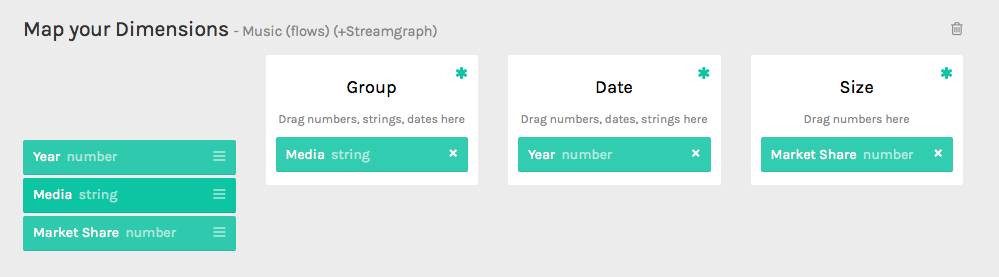 Map your Dimensions - Music (flows) (+Streamgraph)
Group
Drag numbers, strings, dates here
Media string
Date
Drag numbers, dates, strings here
Year number
Size
Drag numbers here
Market Share number
Year number
Media string
Market Share number